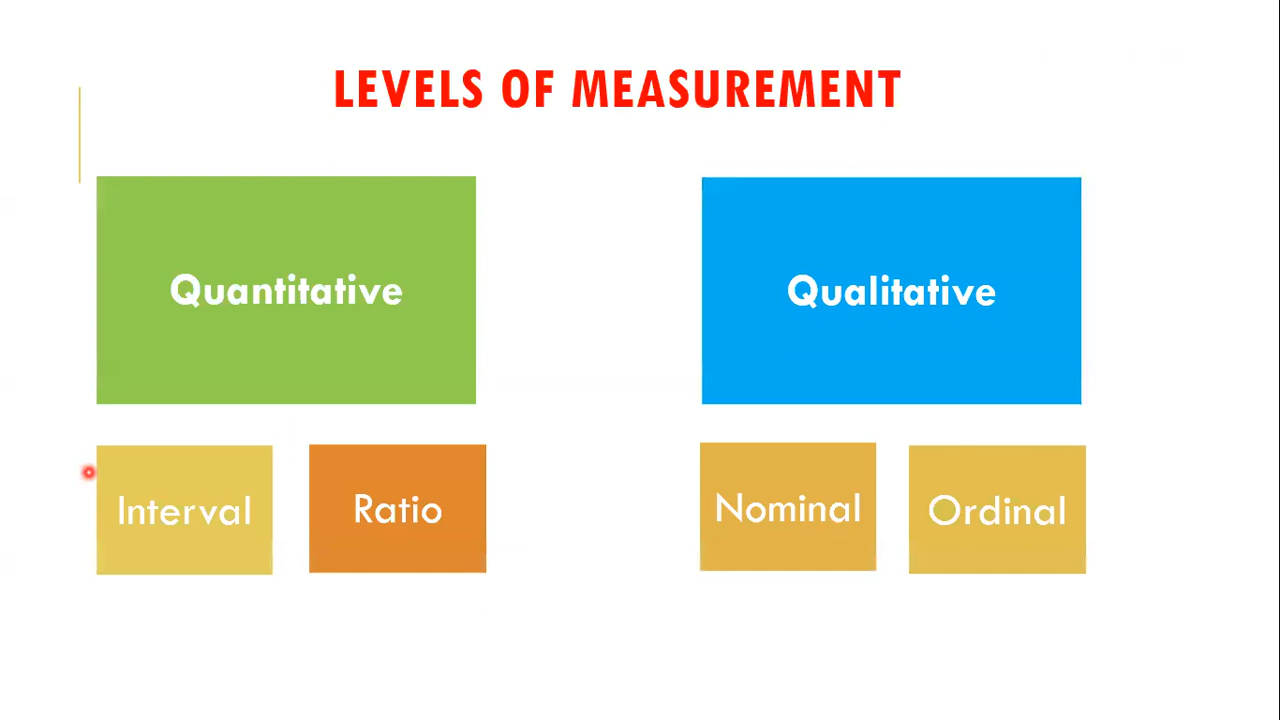 LEVELS OF MEASUREMENT
Quantitative
Qualitative
Interval
Ratio
Nominal
Ordinal